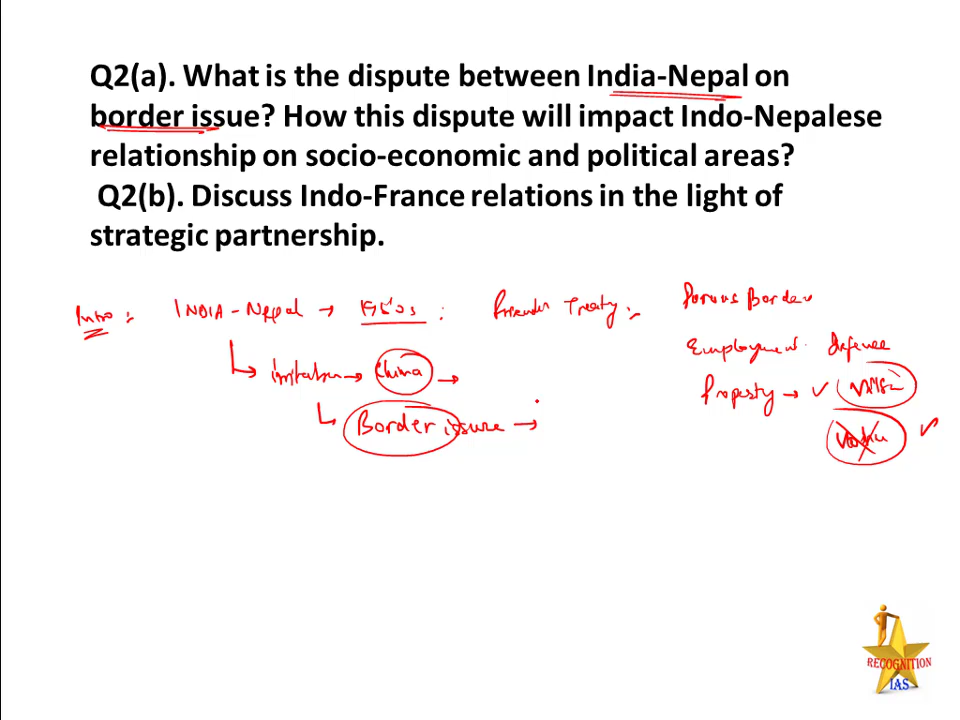 Q2(a). What is the dispute between India-Nepal on
border issue? How this dispute will impact Indo-Nepalese
relationship on socio-economic and political areas?
Q2(b). Discuss Indo-France relations in the light of
strategic partnership.
Intro :
INDIA - Nepal → 1950s : Treaty :
Porous Border
Employment defence
China →
Property → ✓
Border issue →
RECOGNITION
IAS